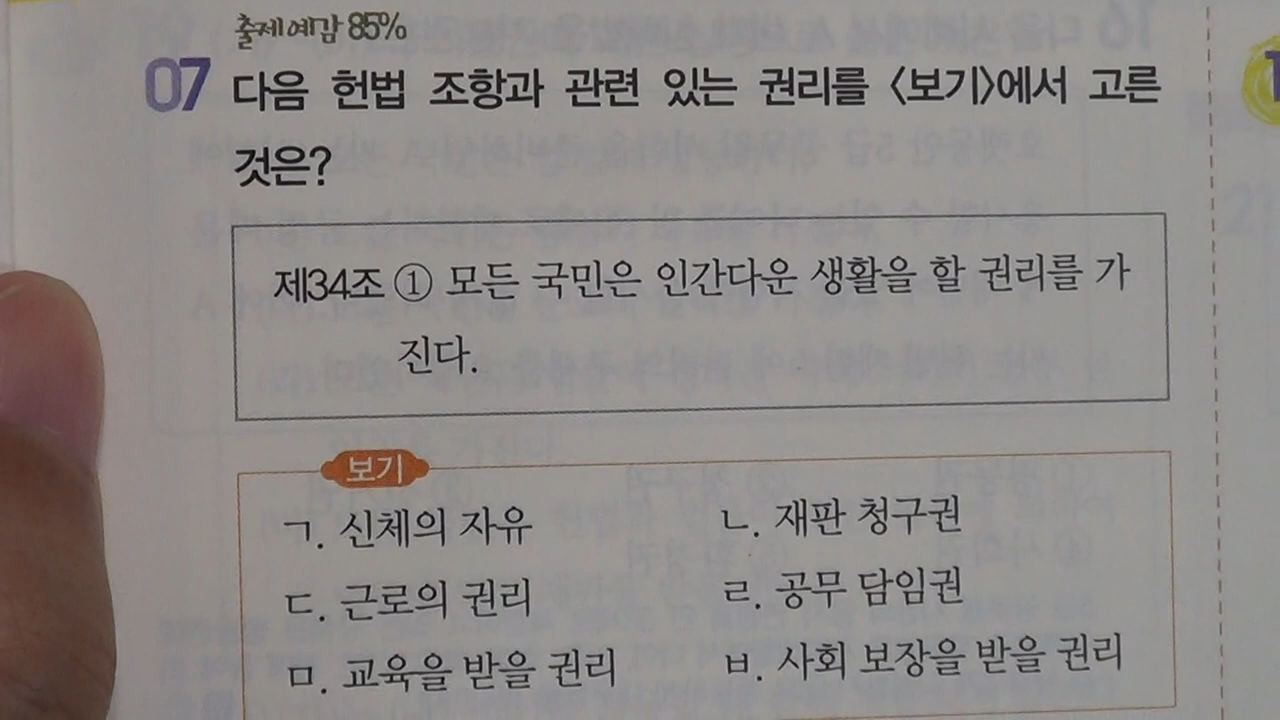 출제 예감 85%
07 다음 헌법 조항과 관련 있는 권리를 〈보기〉에서 고른
것은?
제34조 ① 모든 국민은 인간다운 생활을 할 권리를 가
진다.
보기
ㄱ. 신체의 자유 ㄴ. 재판 청구권
ㄷ. 근로의 권리 ㄹ. 공무 담임권
ㅁ. 교육을 받을 권리 ㅂ. 사회 보장을 받을 권리